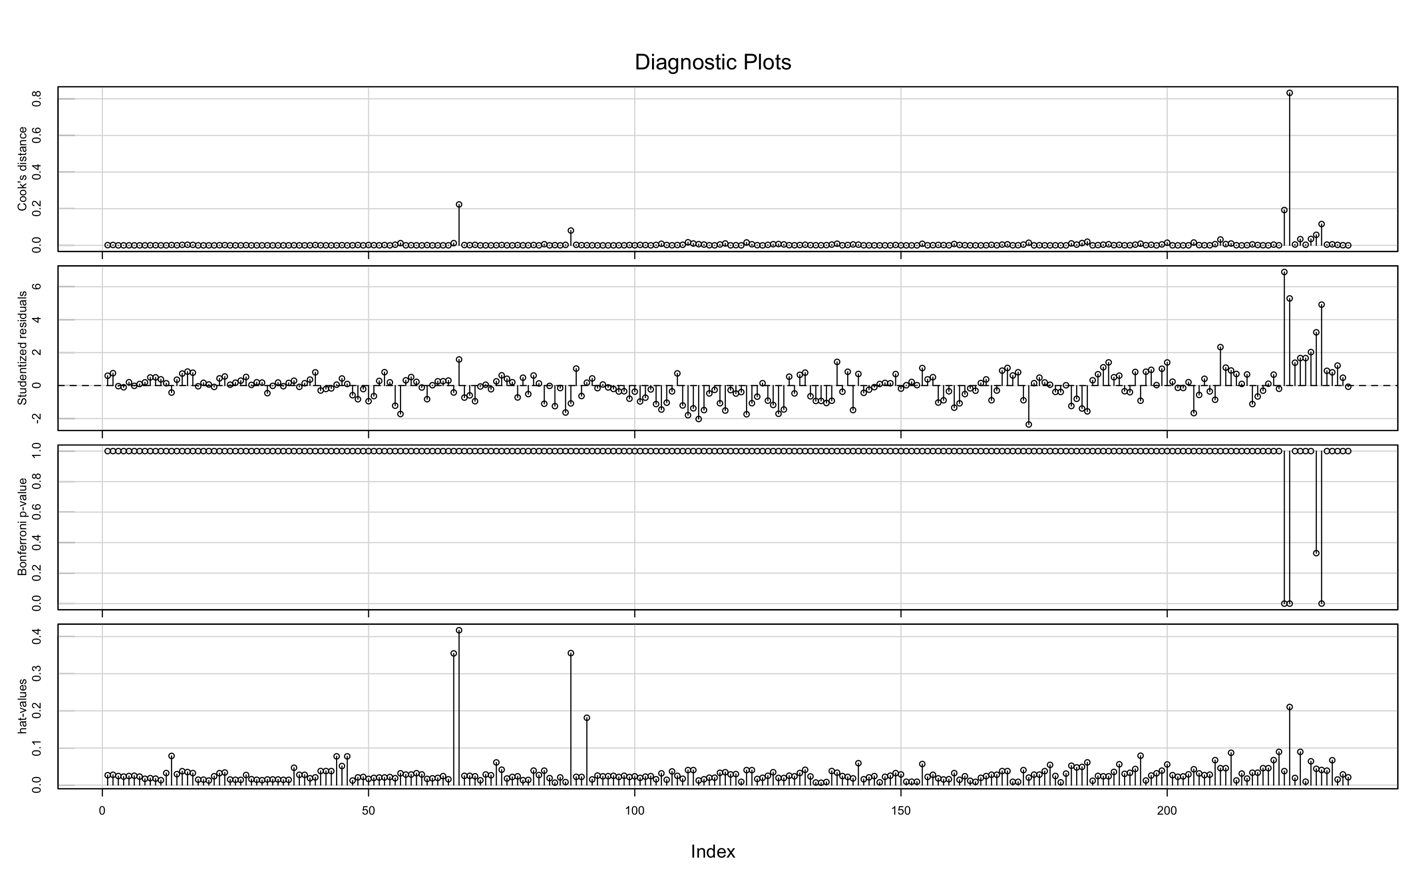 Diagnostic Plots
Cook's distance
0.0 0.2 0.4 0.6 0.8
Studentized residuals
-2 0 2 4 6
Bonferroni p-value
0.0 0.2 0.4 0.6 0.8 1.0
hat-values
0.0 0.1 0.2 0.3 0.4
0 50 100 150 200
Index